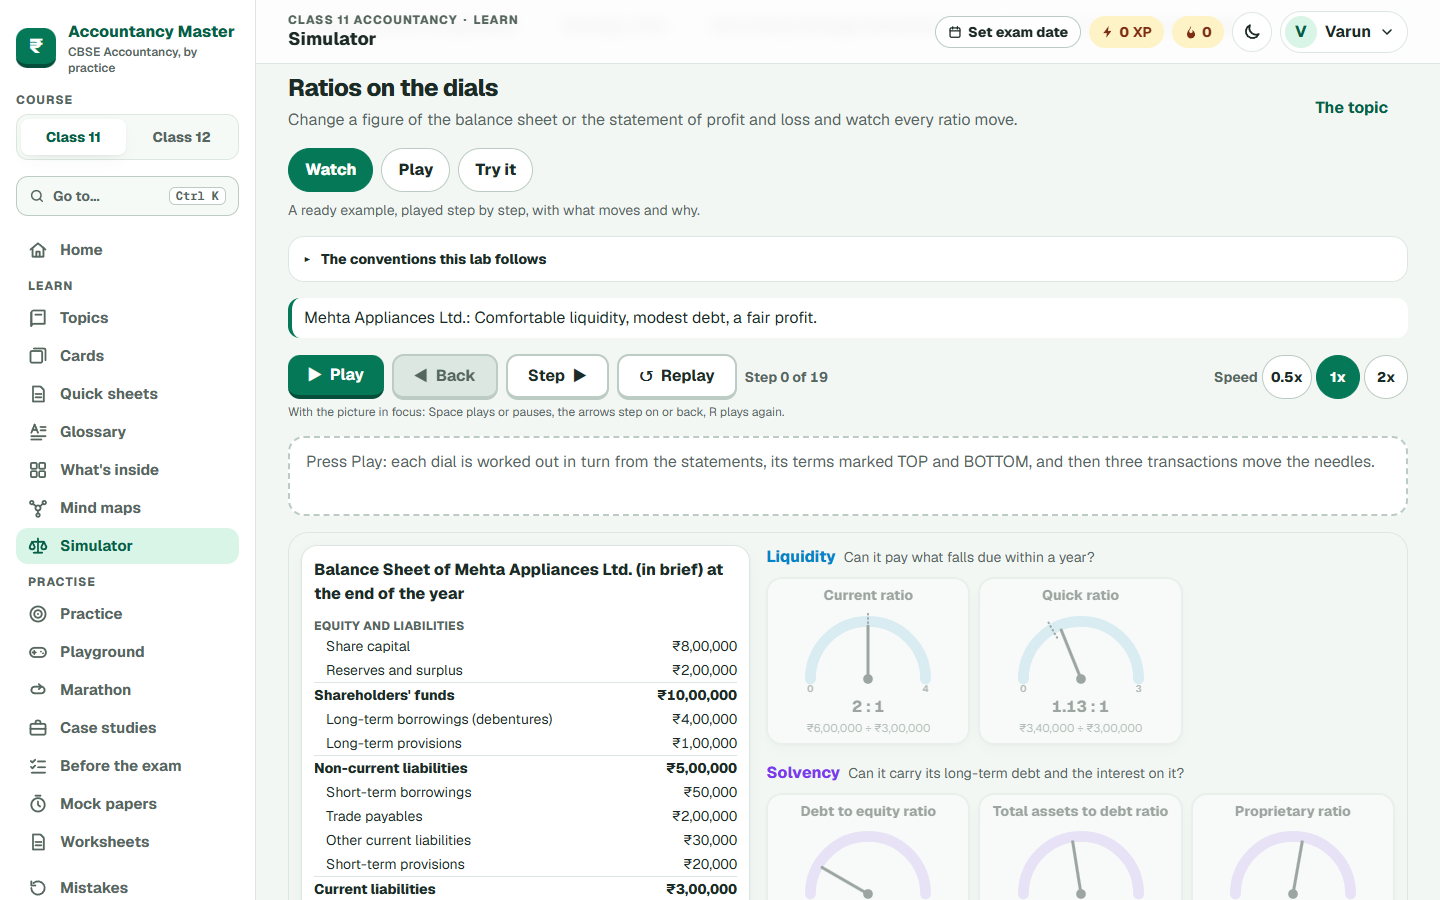 Accountancy Master
CBSE Accountancy, by
practice
COURSE
Class 11
Class 12
Go to...
Ctrl K
Home
LEARN
Topics
Cards
Quick sheets
Glossary
What's inside
Mind maps
Simulator
PRACTISE
Practice
Playground
Marathon
Case studies
Before the exam
Mock papers
Worksheets
Mistakes
CLASS 11 ACCOUNTANCY · LEARN
Simulator
Set exam date
0 XP
0
V
Varun
Ratios on the dials
Change a figure of the balance sheet or the statement of profit and loss and watch every ratio move.
The topic
Watch
Play
Try it
A ready example, played step by step, with what moves and why.
The conventions this lab follows
Mehta Appliances Ltd.: Comfortable liquidity, modest debt, a fair profit.
Play
Back
Step
Replay
Step 0 of 19
Speed
0.5x
1x
2x
With the picture in focus: Space plays or pauses, the arrows step on or back, R plays again.
Press Play: each dial is worked out in turn from the statements, its terms marked TOP and BOTTOM, and then three transactions move the needles.
Balance Sheet of Mehta Appliances Ltd. (in brief) at
the end of the year
EQUITY AND LIABILITIES
Share capital ₹8,00,000
Reserves and surplus ₹2,00,000
Shareholders' funds ₹10,00,000
Long-term borrowings (debentures) ₹4,00,000
Long-term provisions ₹1,00,000
Non-current liabilities ₹5,00,000
Short-term borrowings ₹50,000
Trade payables ₹2,00,000
Other current liabilities ₹30,000
Short-term provisions ₹20,000
Current liabilities ₹3,00,000
Liquidity Can it pay what falls due within a year?
Current ratio
0 4
2 : 1
₹6,00,000 ÷ ₹3,00,000
Quick ratio
0 3
1.13 : 1
₹3,40,000 ÷ ₹3,00,000
Solvency Can it carry its long-term debt and the interest on it?
Debt to equity ratio
Total assets to debt ratio
Proprietary ratio